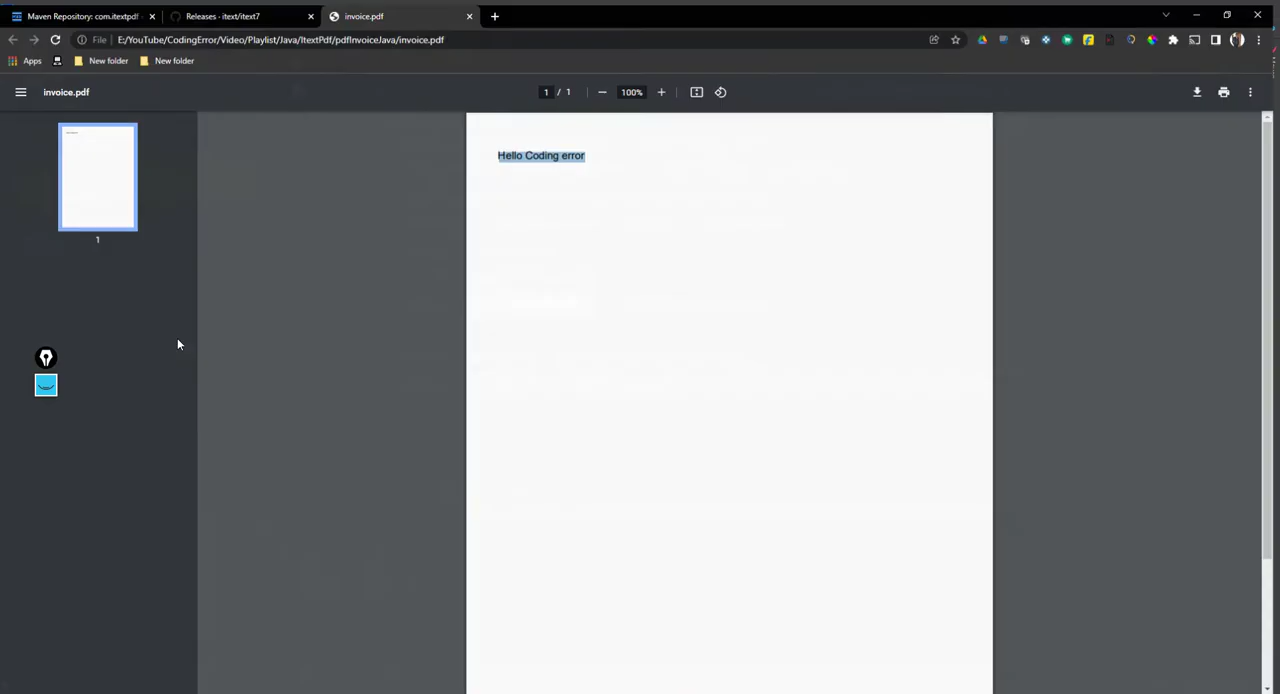 Maven Repository: com.itextpdf
Releases · itext/itext7
invoice.pdf
File
E:/YouTube/CodingError/Video/Playlist/Java/ItextPdf/pdfInvoiceJava/invoice.pdf
Apps
New folder
New folder
invoice.pdf
1 / 1
100%
Hello Coding error
1